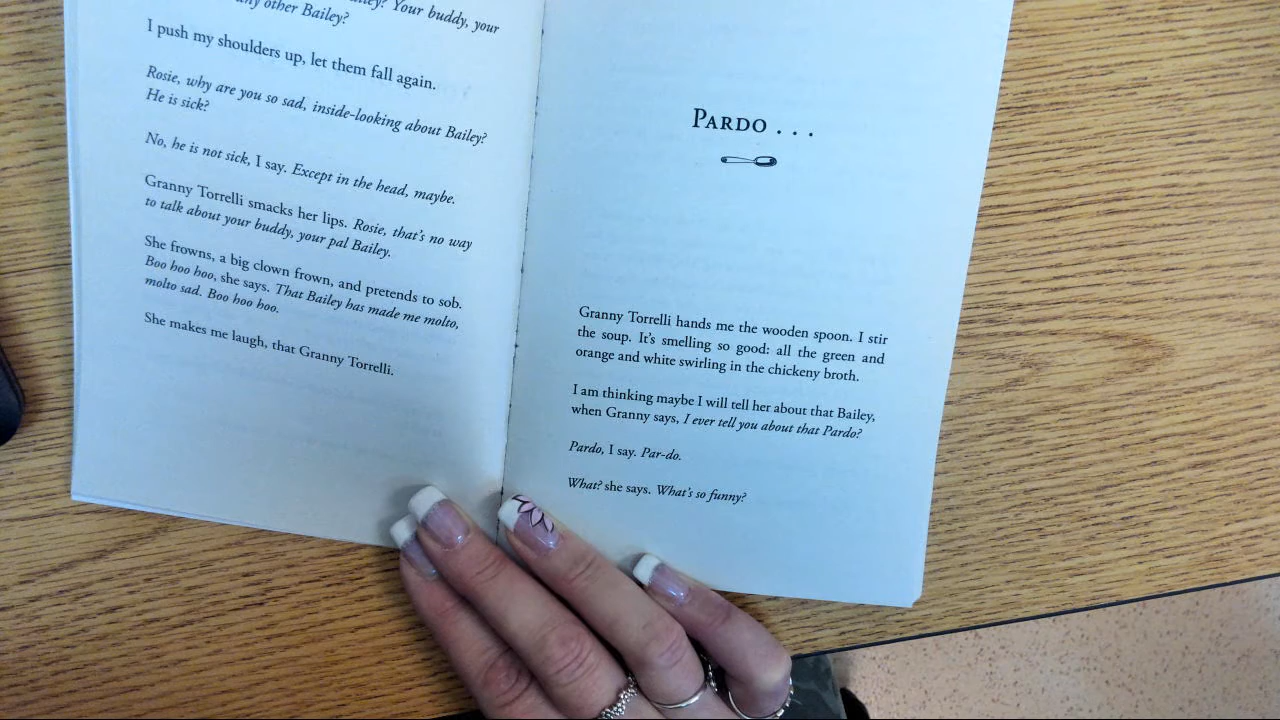 Your buddy, your
any other Bailey?
I push my shoulders up, let them fall again.
Rosie, why are you so sad, inside-looking about Bailey?
He is sick?
No, he is not sick, I say. Except in the head, maybe.
Granny Torrelli smacks her lips. Rosie, that's no way
to talk about your buddy, your pal Bailey.
She frowns, a big clown frown, and pretends to sob.
Boo hoo hoo, she says. That Bailey has made me molto,
molto sad. Boo hoo hoo.
She makes me laugh, that Granny Torrelli.
PARDO . . .
Granny Torrelli hands me the wooden spoon. I stir
the soup. It's smelling so good: all the green and
orange and white swirling in the chickeny broth.
I am thinking maybe I will tell her about that Bailey,
when Granny says, I ever tell you about that Pardo?
Pardo, I say. Par-do.
What? she says. What's so funny?